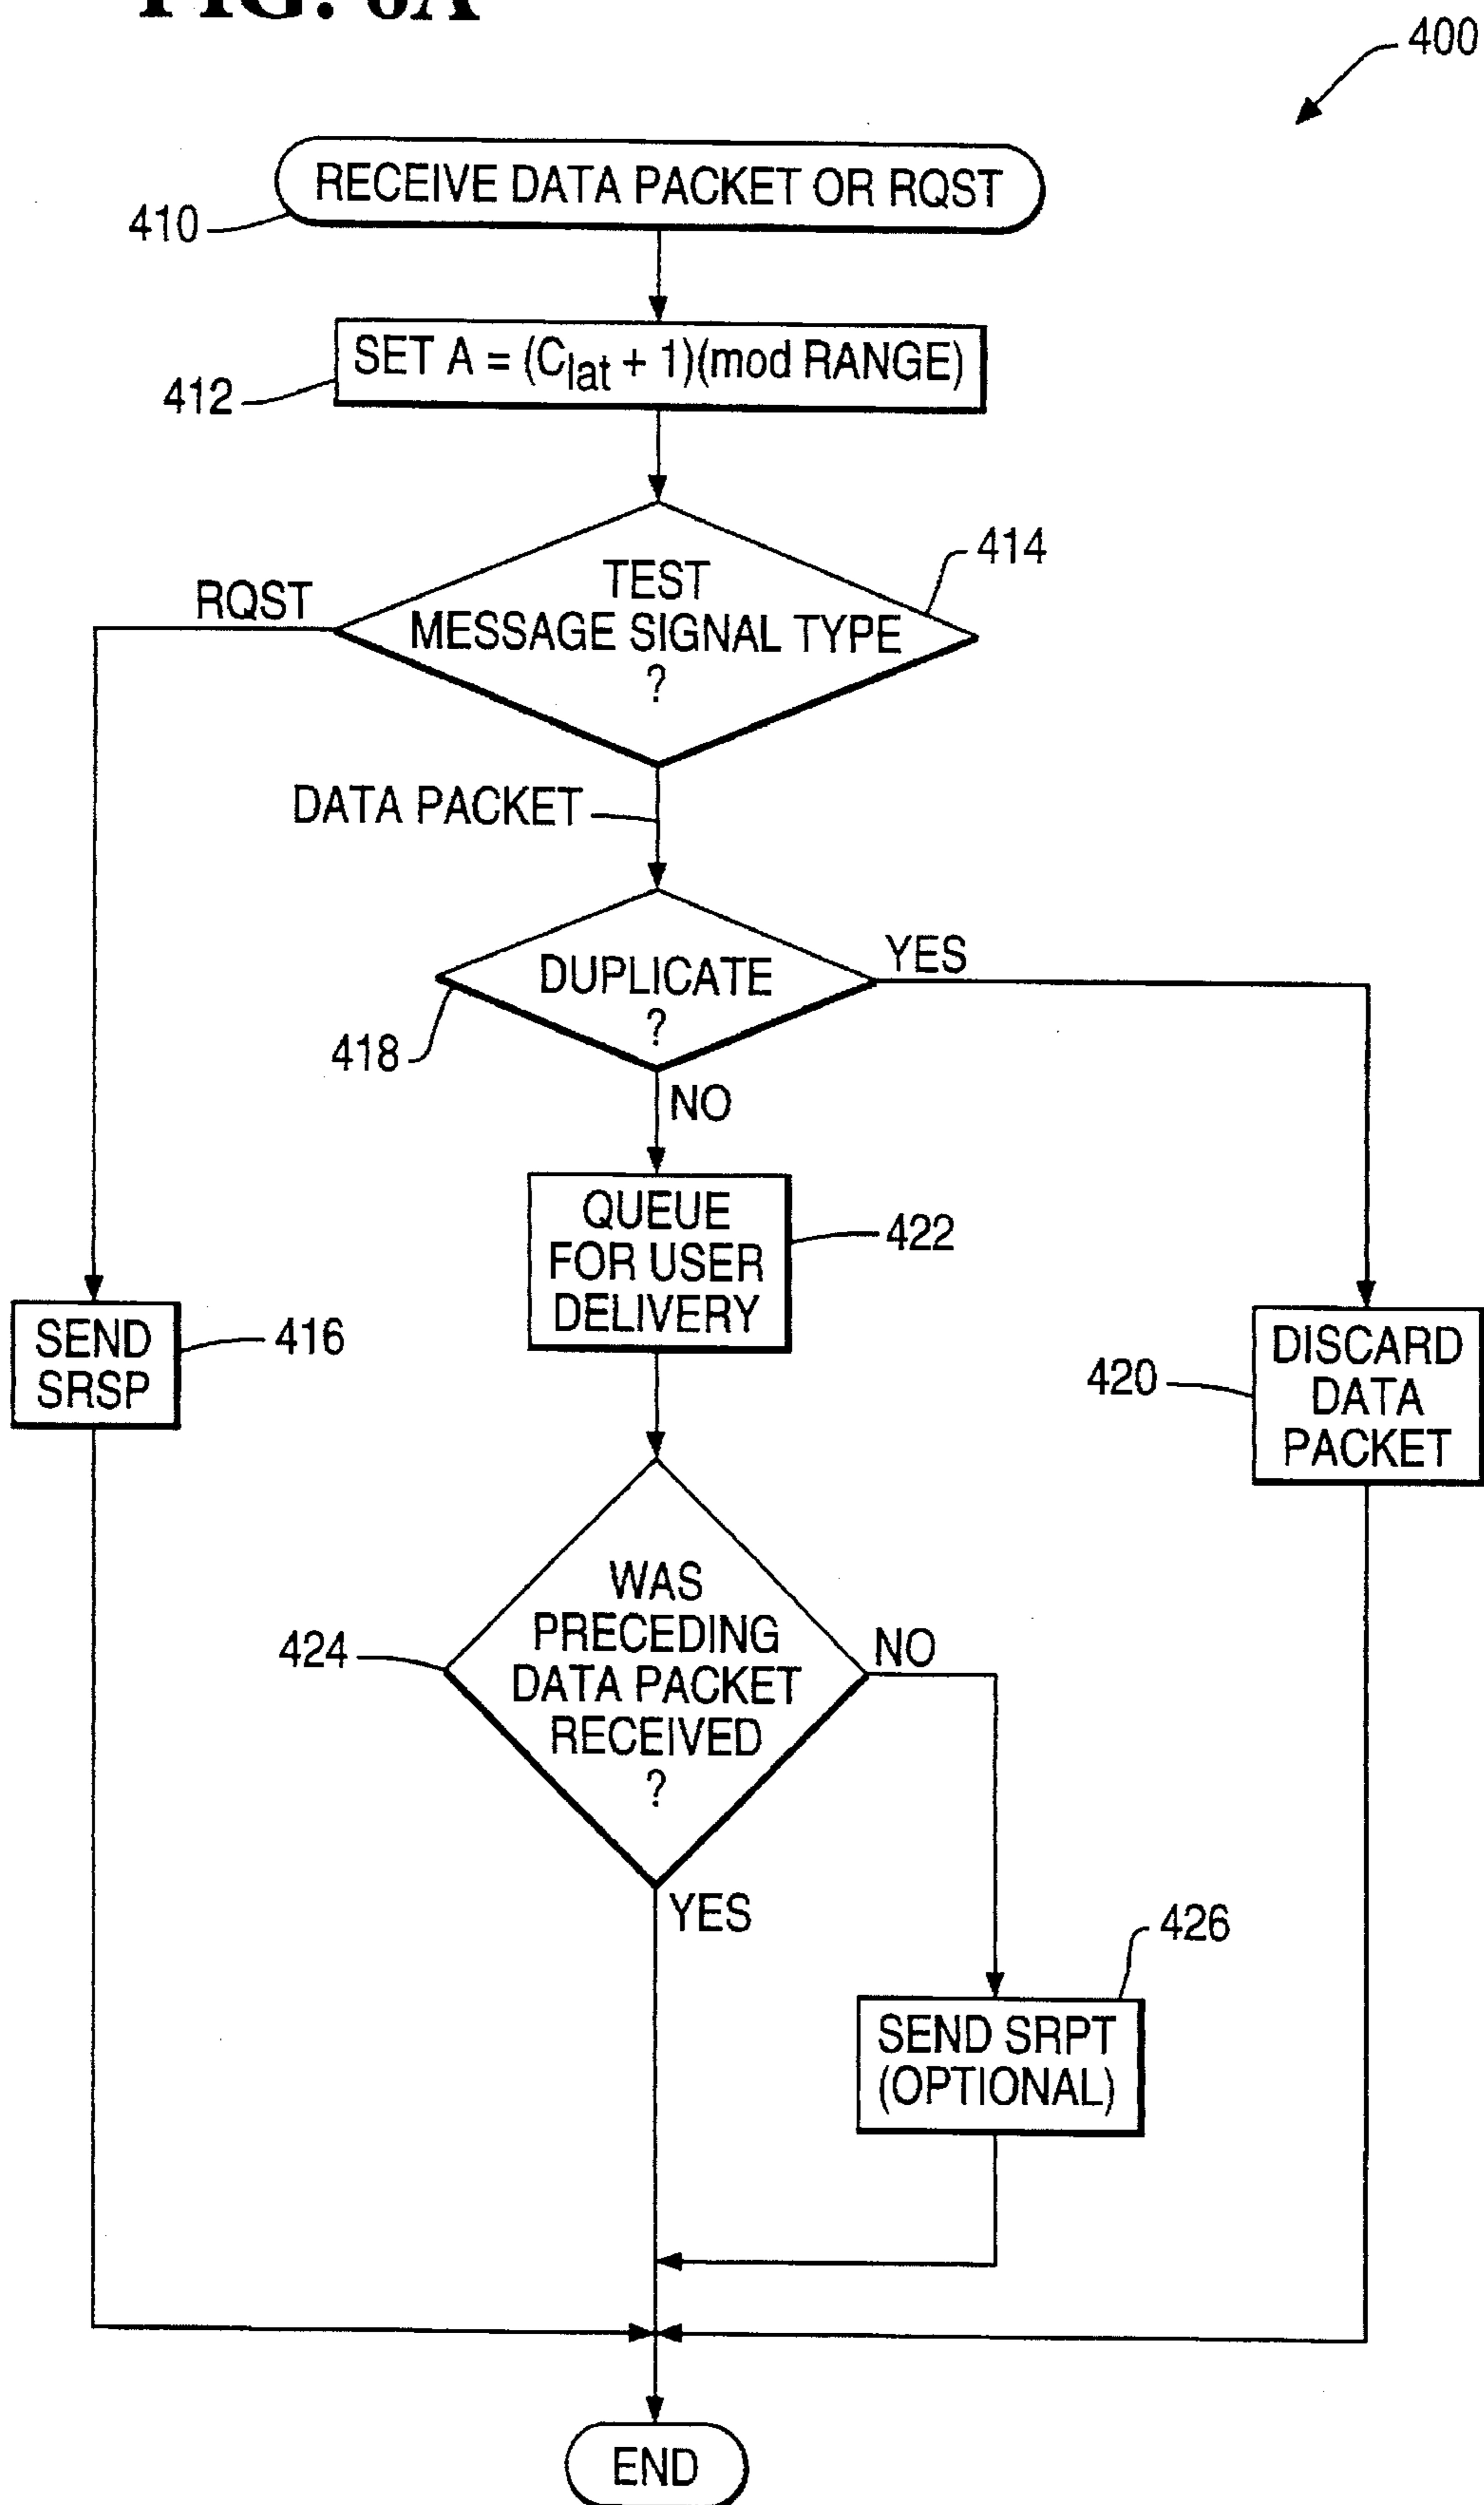 400
RECEIVE DATA PACKET OR RQST
410
SET A = (Clat + 1)(mod RANGE)
412
414
TEST
MESSAGE SIGNAL TYPE
?
RQST
DATA PACKET
DUPLICATE
?
YES
418
NO
QUEUE
FOR USER
DELIVERY
422
SEND
SRSP
416
DISCARD
DATA
PACKET
420
WAS
PRECEDING
DATA PACKET
RECEIVED
?
424
NO
YES
426
SEND SRPT
(OPTIONAL)
END